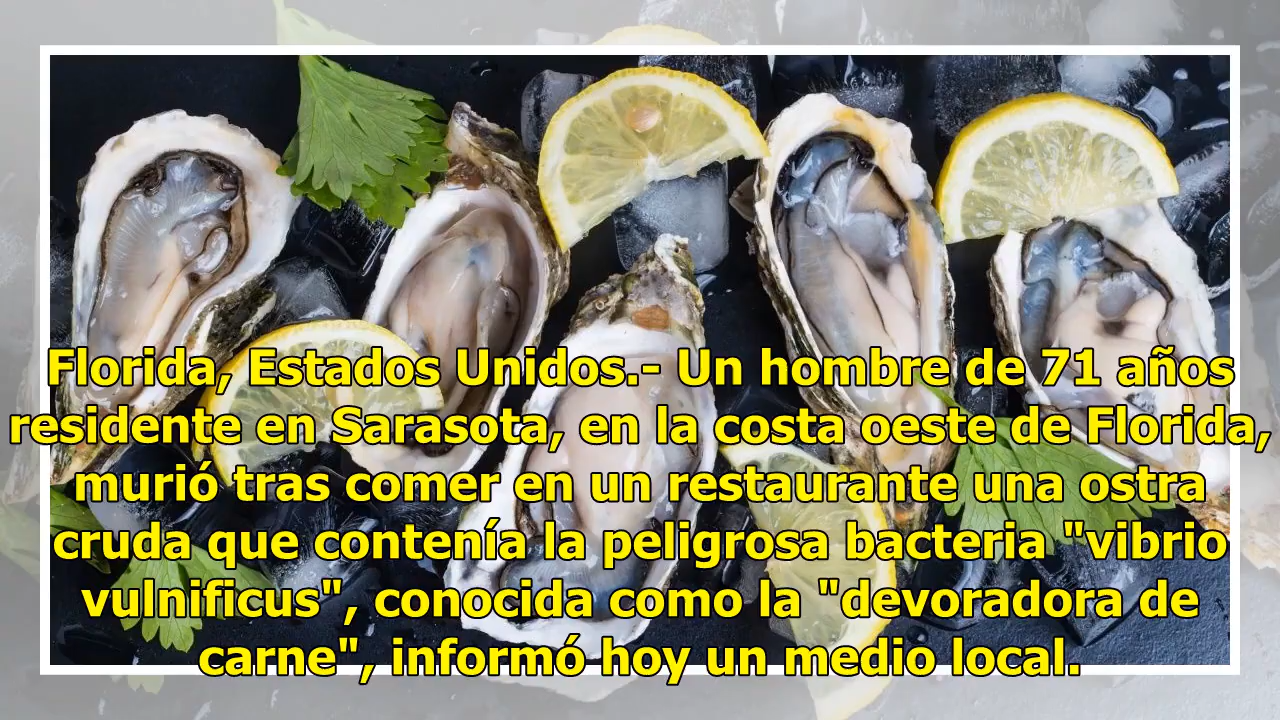 Florida, Estados Unidos.- Un hombre de 71 años
residente en Sarasota, en la costa oeste de Florida,
murió tras comer en un restaurante una ostra
cruda que contenía la peligrosa bacteria "vibrio
vulnificus", conocida como la "devoradora de
carne", informó hoy un medio local.